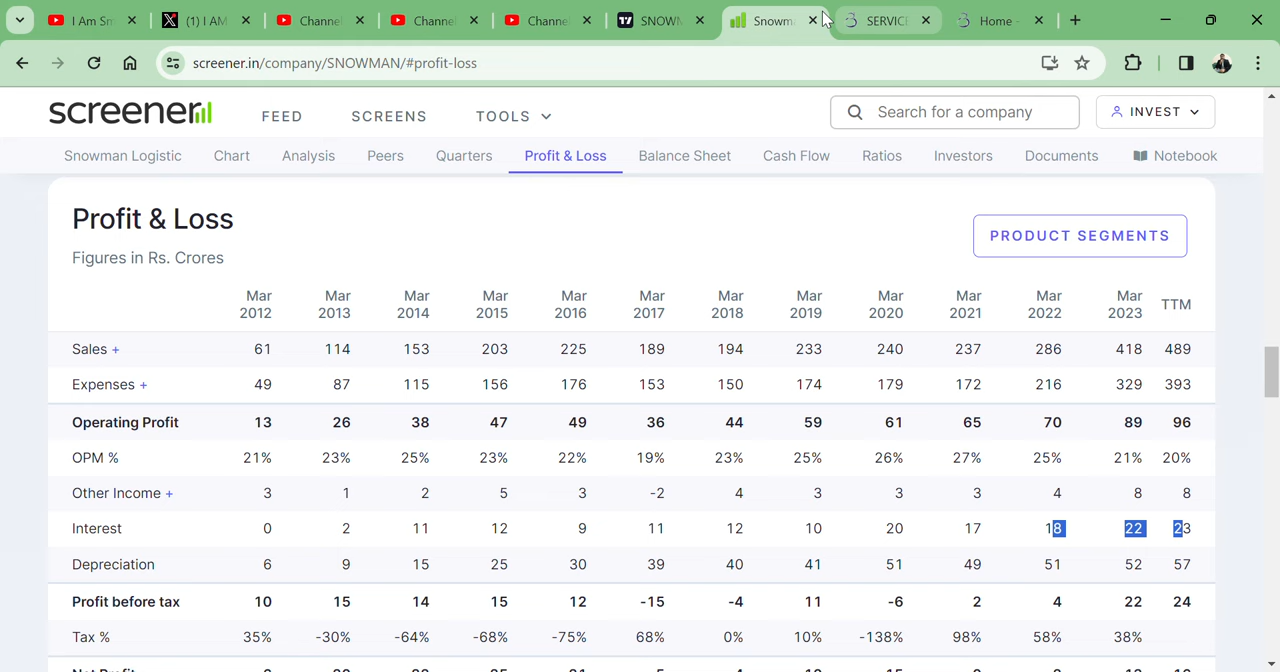 I Am Sm
(1) I AM
Channel
Channel
Channel
SNOWM
Snowm
SERVICE
Home -
screener.in/company/SNOWMAN/#profit-loss
screener
FEED
SCREENS
TOOLS
Search for a company
INVEST
Snowman Logistic
Chart
Analysis
Peers
Quarters
Profit & Loss
Balance Sheet
Cash Flow
Ratios
Investors
Documents
Notebook
Profit & Loss
PRODUCT SEGMENTS
Figures in Rs. Crores
Mar 2012 Mar 2013 Mar 2014 Mar 2015 Mar 2016 Mar 2017 Mar 2018 Mar 2019 Mar 2020 Mar 2021 Mar 2022 Mar 2023 TTM
Sales + 61 114 153 203 225 189 194 233 240 237 286 418 489
Expenses + 49 87 115 156 176 153 150 174 179 172 216 329 393
Operating Profit 13 26 38 47 49 36 44 59 61 65 70 89 96
OPM % 21% 23% 25% 23% 22% 19% 23% 25% 26% 27% 25% 21% 20%
Other Income + 3 1 2 5 3 -2 4 3 3 3 4 8 8
Interest 0 2 11 12 9 11 12 10 20 17 18 22 23
Depreciation 6 9 15 25 30 39 40 41 51 49 51 52 57
Profit before tax 10 15 14 15 12 -15 -4 11 -6 2 4 22 24
Tax % 35% -30% -64% -68% -75% 68% 0% 10% -138% 98% 58% 38%